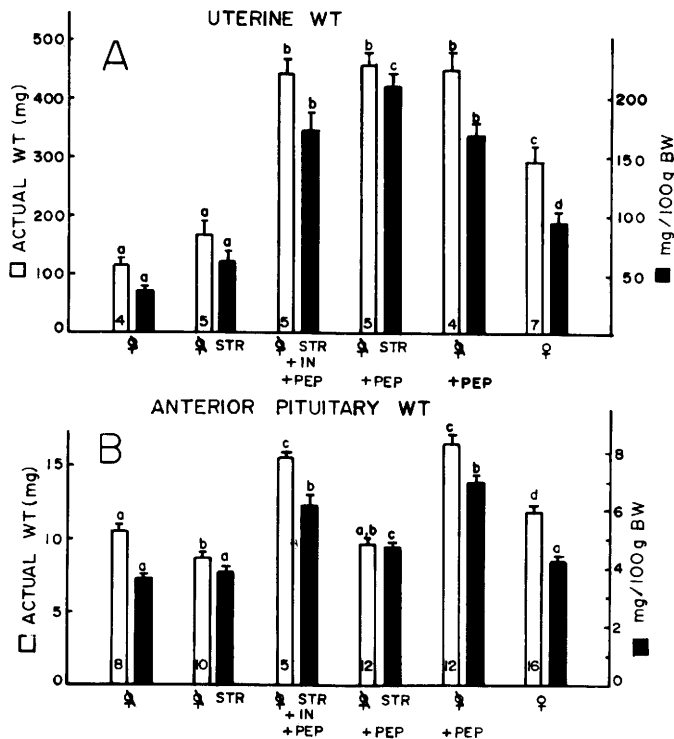 UTERINE WT
A
500
400
300
200
100
0
□ ACTUAL WT (mg)
200
150
100
50
■ mg/100g BW
a
a
a
a
b
b
b
c
b
b
c
d
4
5
5
5
4
7
STR
STR
+ IN
+PEP
STR
+PEP
+PEP
♀
ANTERIOR PITUITARY WT
B
15
10
5
0
□ ACTUAL WT (mg)
8
6
4
2
0
■ mg/100g BW
a
a
b
a
c
b
a,b
c
c
b
d
a
8
10
5
12
12
16
STR
STR
+ IN
+PEP
STR
+PEP
+PEP
♀